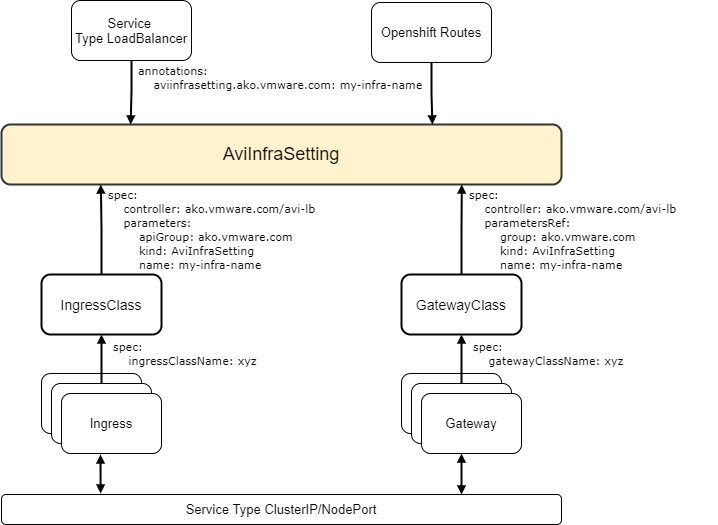 Service
Type LoadBalancer
Openshift Routes
annotations:
aviinfrasetting.ako.vmware.com: my-infra-name
AviInfraSetting
spec:
controller: ako.vmware.com/avi-lb
parameters:
apiGroup: ako.vmware.com
kind: AviInfraSetting
name: my-infra-name
spec:
controller: ako.vmware.com/avi-lb
parametersRef:
group: ako.vmware.com
kind: AviInfraSetting
name: my-infra-name
IngressClass
GatewayClass
spec:
ingressClassName: xyz
spec:
gatewayClassName: xyz
Ingress
Gateway
Service Type ClusterIP/NodePort